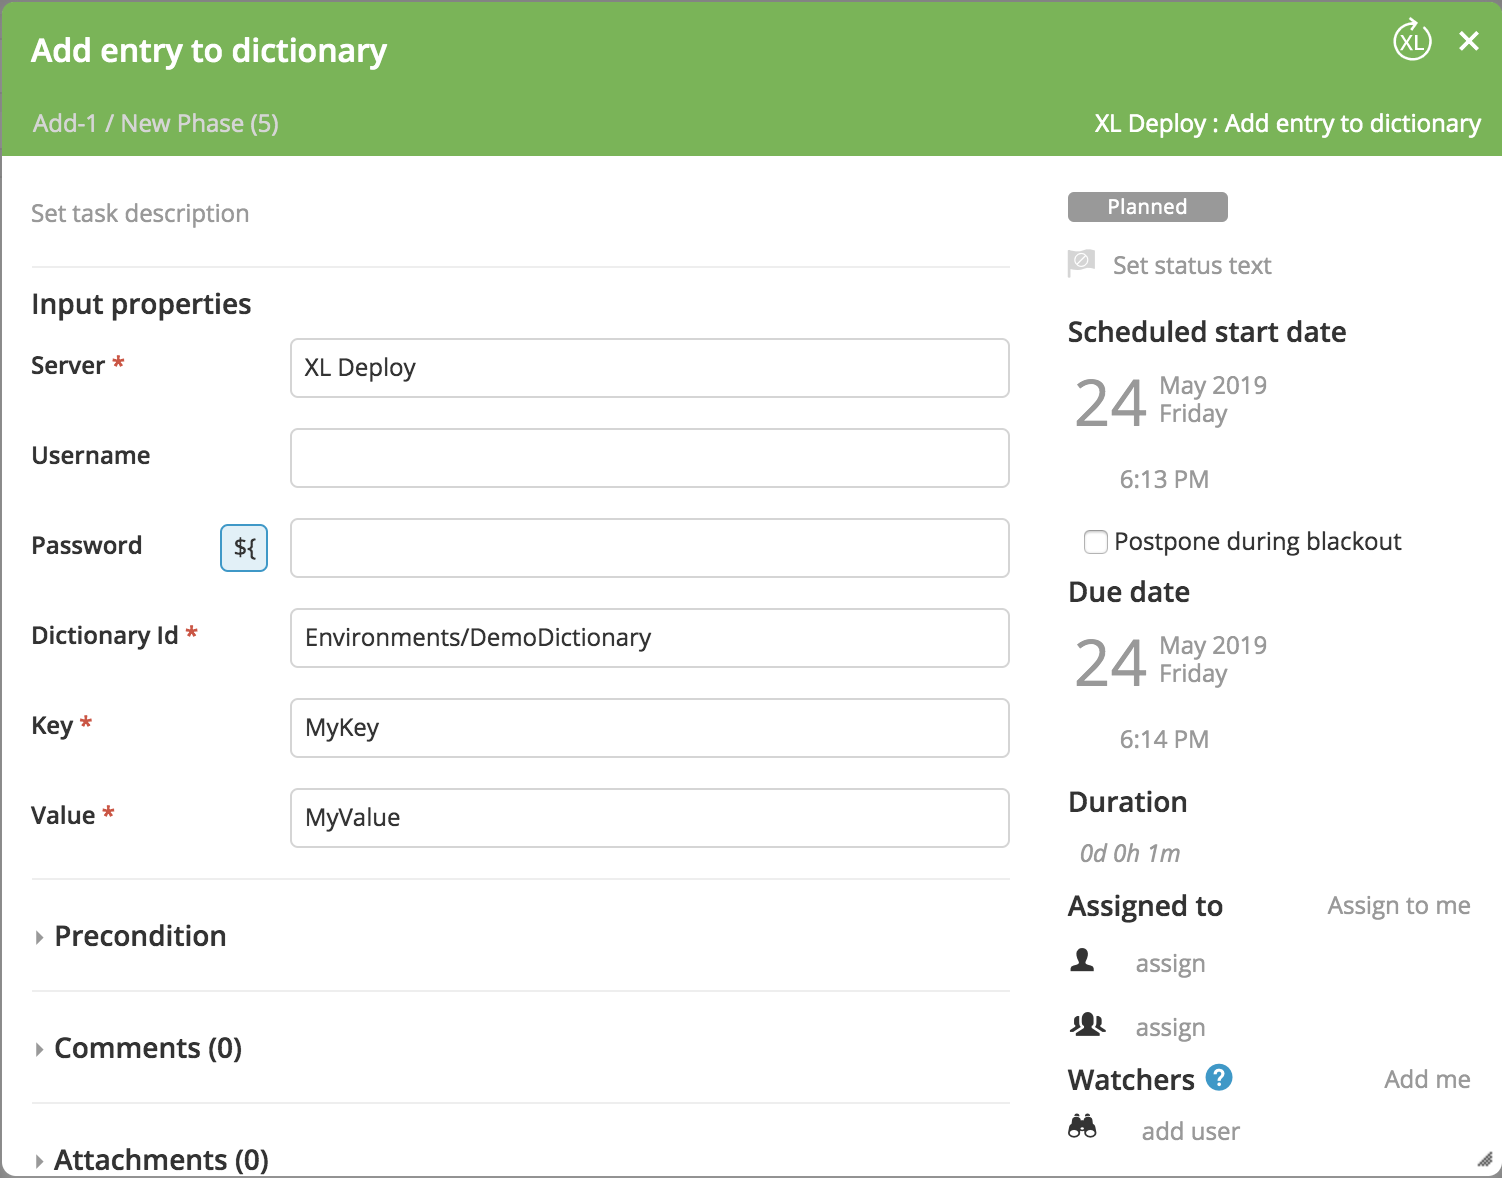 Add entry to dictionary
XL
Add-1 / New Phase (5)
XL Deploy : Add entry to dictionary
Set task description
Input properties
Server *
XL Deploy
Username
Password
${
Dictionary Id *
Environments/DemoDictionary
Key *
MyKey
Value *
MyValue
Precondition
Comments (0)
Attachments (0)
Planned
Set status text
Scheduled start date
24
May 2019
Friday
6:13 PM
Postpone during blackout
Due date
24
May 2019
Friday
6:14 PM
Duration
0d 0h 1m
Assigned to
Assign to me
assign
assign
Watchers ?
Add me
add user